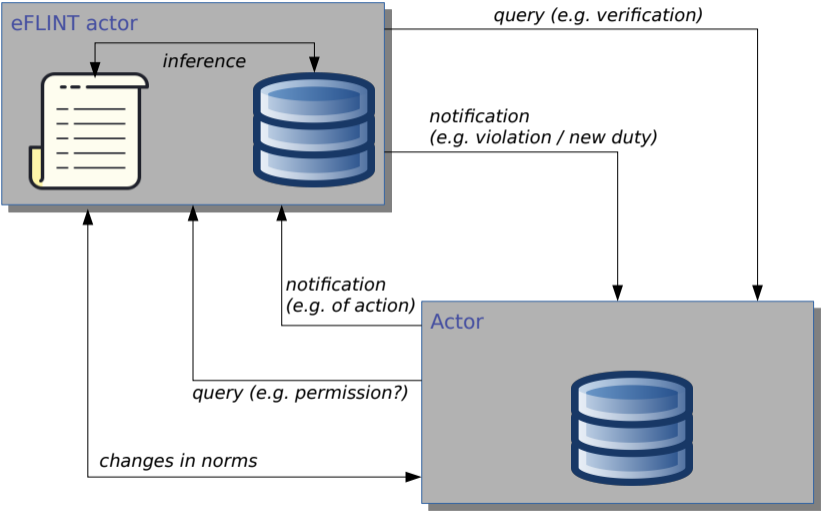 query (e.g. verification)
eFLINT actor
inference
notification
(e.g. violation / new duty)
notification
(e.g. of action)
Actor
query (e.g. permission?)
changes in norms